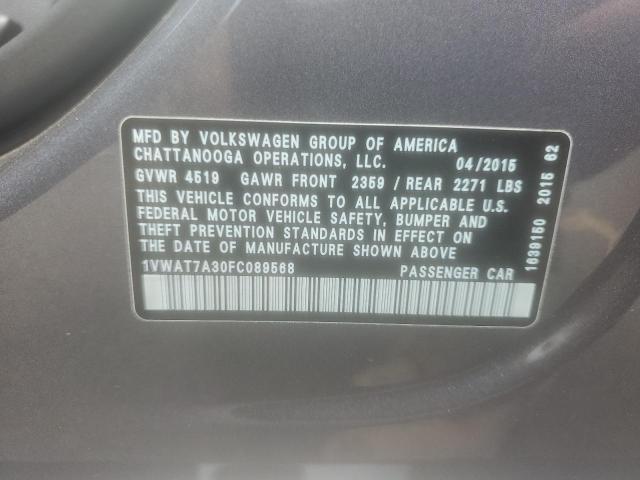 MFD BY VOLKSWAGEN GROUP OF AMERICA
CHATTANOOGA OPERATIONS, LLC. 04/2015
GVWR 4519 GAWR FRONT 2359 / REAR 2271 LBS
THIS VEHICLE CONFORMS TO ALL APPLICABLE U.S.
FEDERAL MOTOR VEHICLE SAFETY, BUMPER AND
THEFT PREVENTION STANDARDS IN EFFECT ON
DATE OF MANUFACTURE SHOWN ABOVE
1VWAT7A30FC089568 PASSENGER CAR
1639150 2015 62